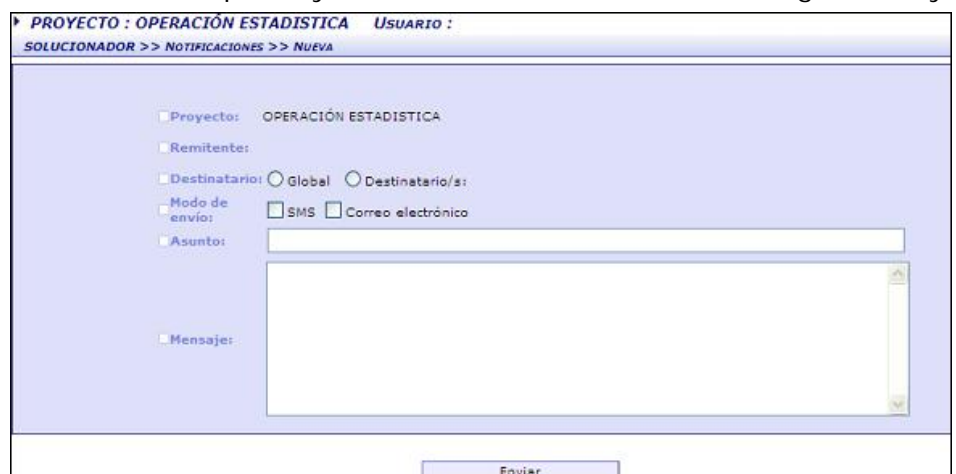 PROYECTO : OPERACIÓN ESTADISTICA USUARIO :
SOLUCIONADOR >> NOTIFICACIONES >> NUEVA
Proyecto: OPERACIÓN ESTADISTICA
Remitente:
Destinatario: Global Destinatario/s:
Modo de
envío: SMS Correo electrónico
Asunto:
Mensaje:
Enviar